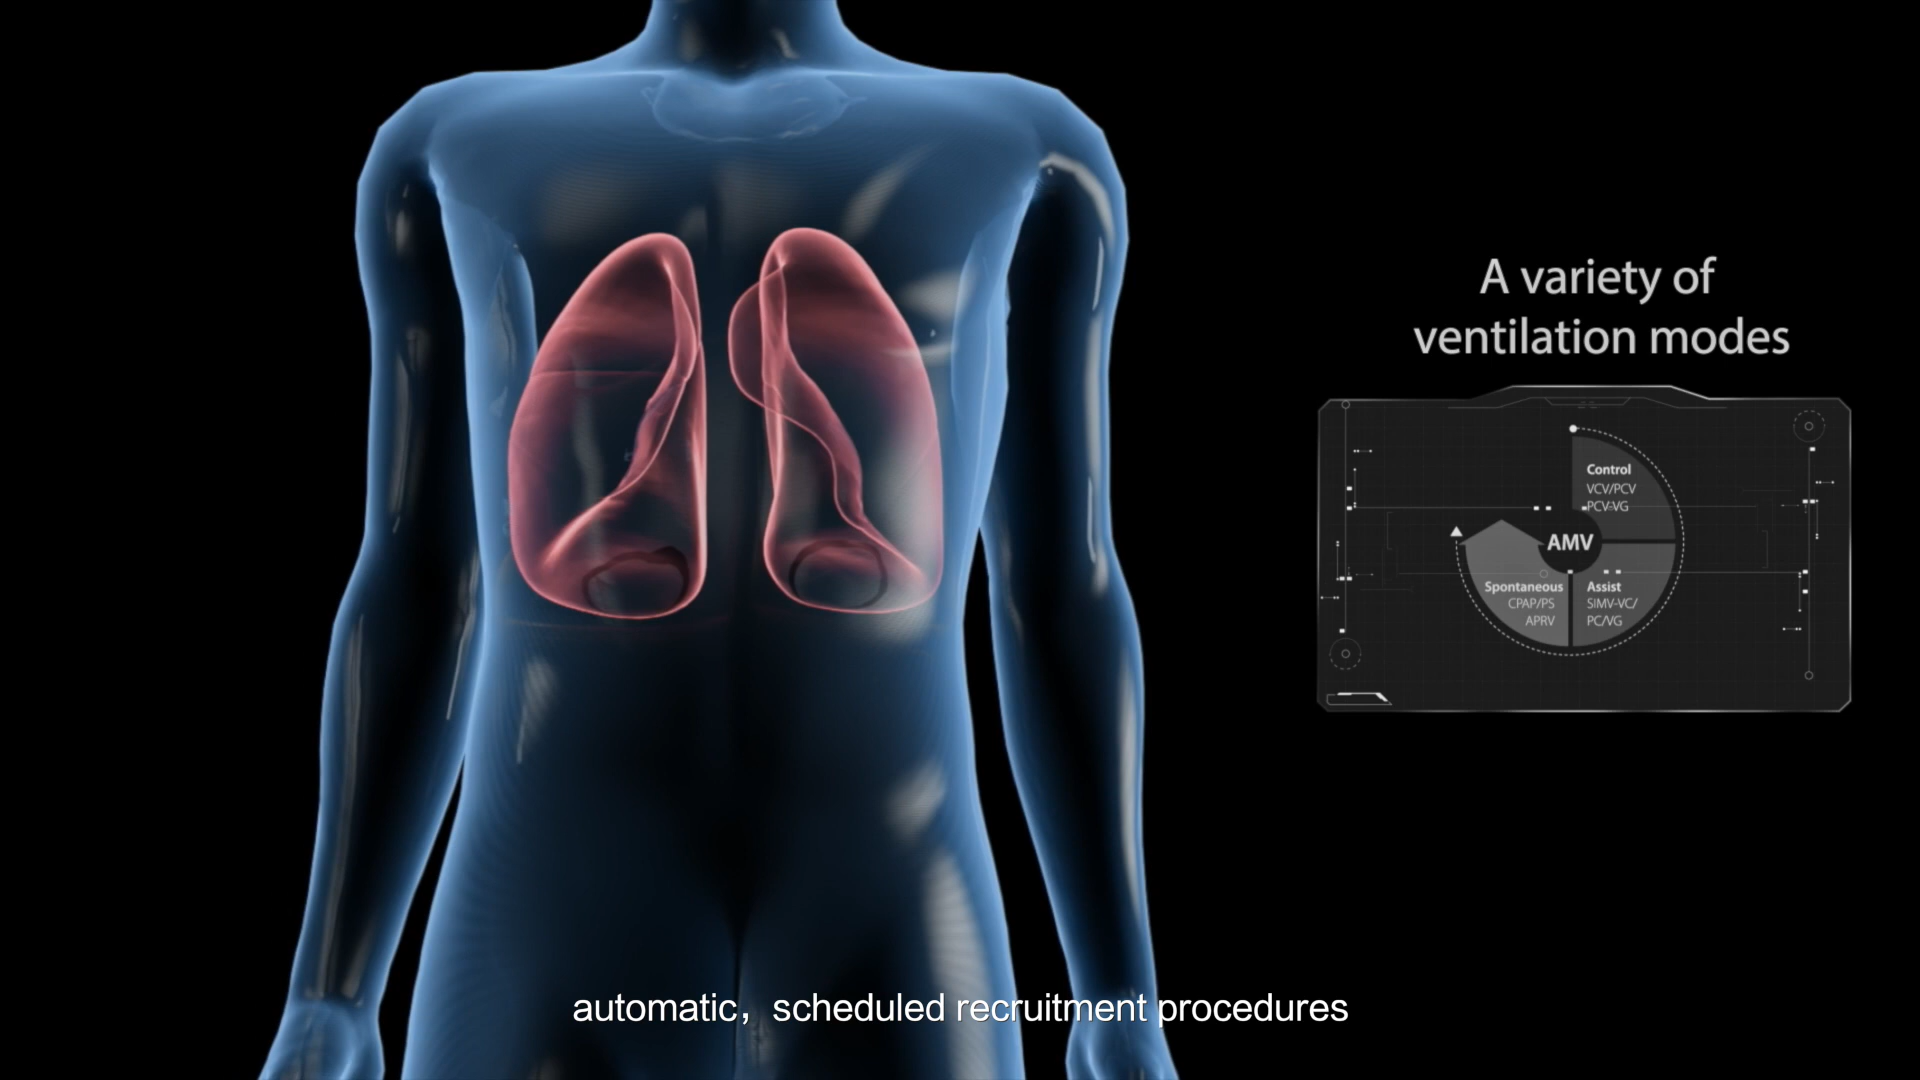 A variety of
ventilation modes
Control
VCV/PCV
PCV-VG
AMV
Spontaneous
CPAP/PS
APRV
Assist
SIMV-VC/
PC/VG
automatic，scheduled recruitment procedures